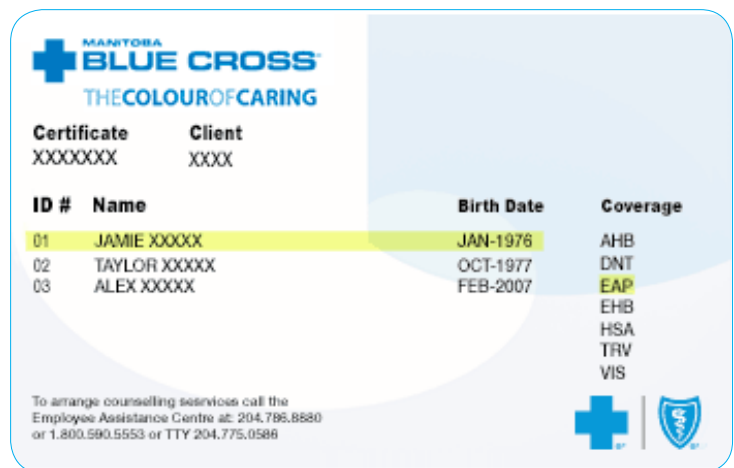 MANITOBA
BLUE CROSS
THECOLOUROFCARING
Certificate Client
XXXXXXX XXXX
ID # Name Birth Date Coverage
01 JAMIE XXXXX JAN-1976 AHB
02 TAYLOR XXXXX OCT-1977 DNT
03 ALEX XXXXX FEB-2007 EAP
EHB
HSA
TRV
VIS
To arrange counselling sesrvices call the
Employee Assistance Centre at: 204.786.8880
or 1.800.590.5553 or TTY 204.775.0586